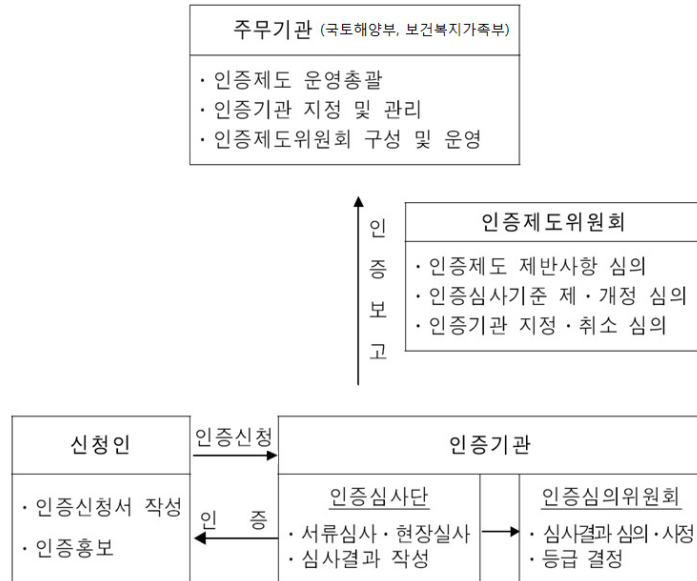 주무기관 (국토해양부, 보건복지가족부)
· 인증제도 운영총괄
· 인증기관 지정 및 관리
· 인증제도위원회 구성 및 운영
인
증
보
고
인증제도위원회
· 인증제도 제반사항 심의
· 인증심사기준 제 · 개정 심의
· 인증기관 지정 · 취소 심의
신청인
· 인증신청서 작성
· 인증홍보
인증신청
인 증
인증기관
인증심사단
· 서류심사 · 현장실사
· 심사결과 작성
인증심의위원회
· 심사결과 심의 · 사정
· 등급 결정